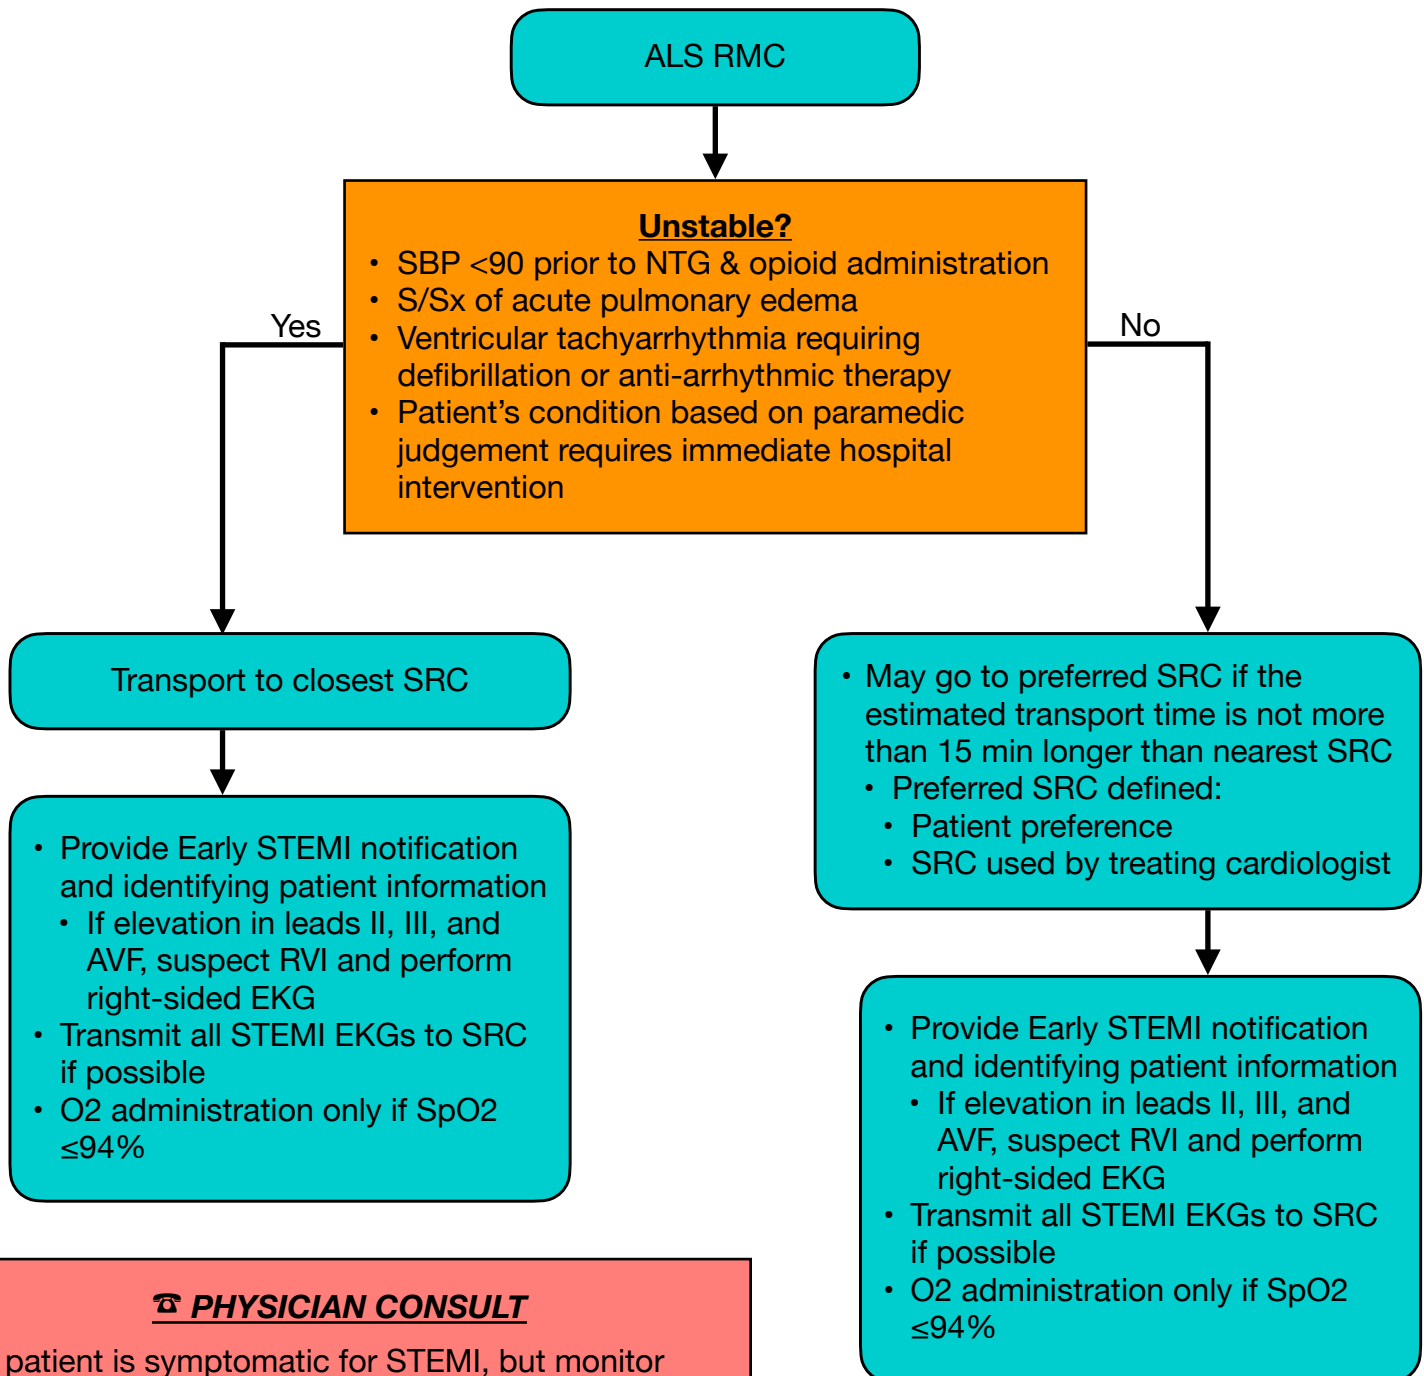 ALS RMC
Unstable?
• SBP <90 prior to NTG & opioid administration
• S/Sx of acute pulmonary edema
• Ventricular tachyarrhythmia requiring
defibrillation or anti-arrhythmic therapy
• Patient's condition based on paramedic
judgement requires immediate hospital
intervention
Yes
No
Transport to closest SRC
• Provide Early STEMI notification
and identifying patient information
• If elevation in leads II, III, and
AVF, suspect RVI and perform
right-sided EKG
• Transmit all STEMI EKGs to SRC
if possible
• O2 administration only if SpO2
≤94%
• May go to preferred SRC if the
estimated transport time is not more
than 15 min longer than nearest SRC
• Preferred SRC defined:
• Patient preference
• SRC used by treating cardiologist
• Provide Early STEMI notification
and identifying patient information
• If elevation in leads II, III, and
AVF, suspect RVI and perform
right-sided EKG
• Transmit all STEMI EKGs to SRC
if possible
• O2 administration only if SpO2
≤94%
☎ PHYSICIAN CONSULT
patient is symptomatic for STEMI, but monitor